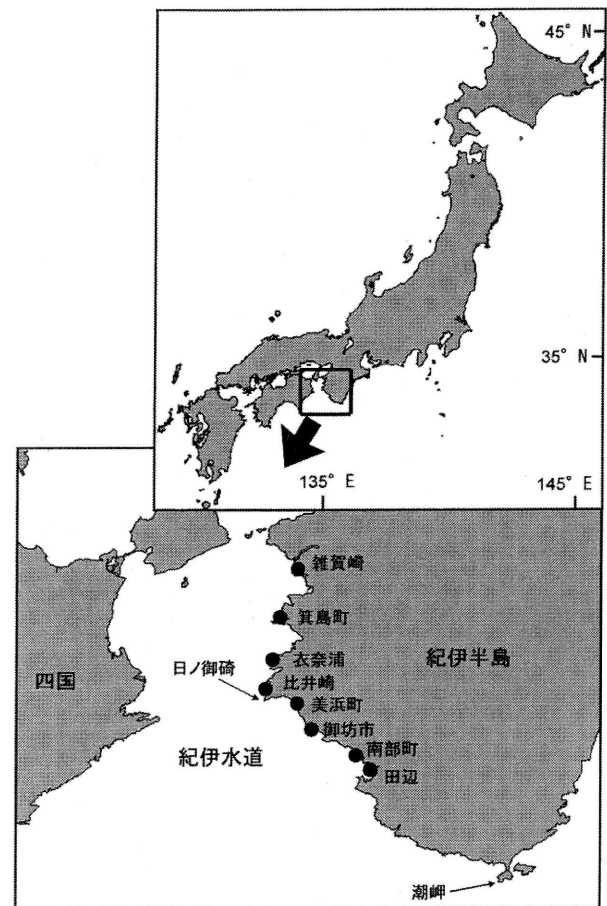 45° N
35° N
135° E
145° E
雑賀崎
箕島町
衣奈浦
紀伊半島
四国
日ノ御碕
比井崎
美浜町
御坊市
紀伊水道
南部町
田辺
潮岬